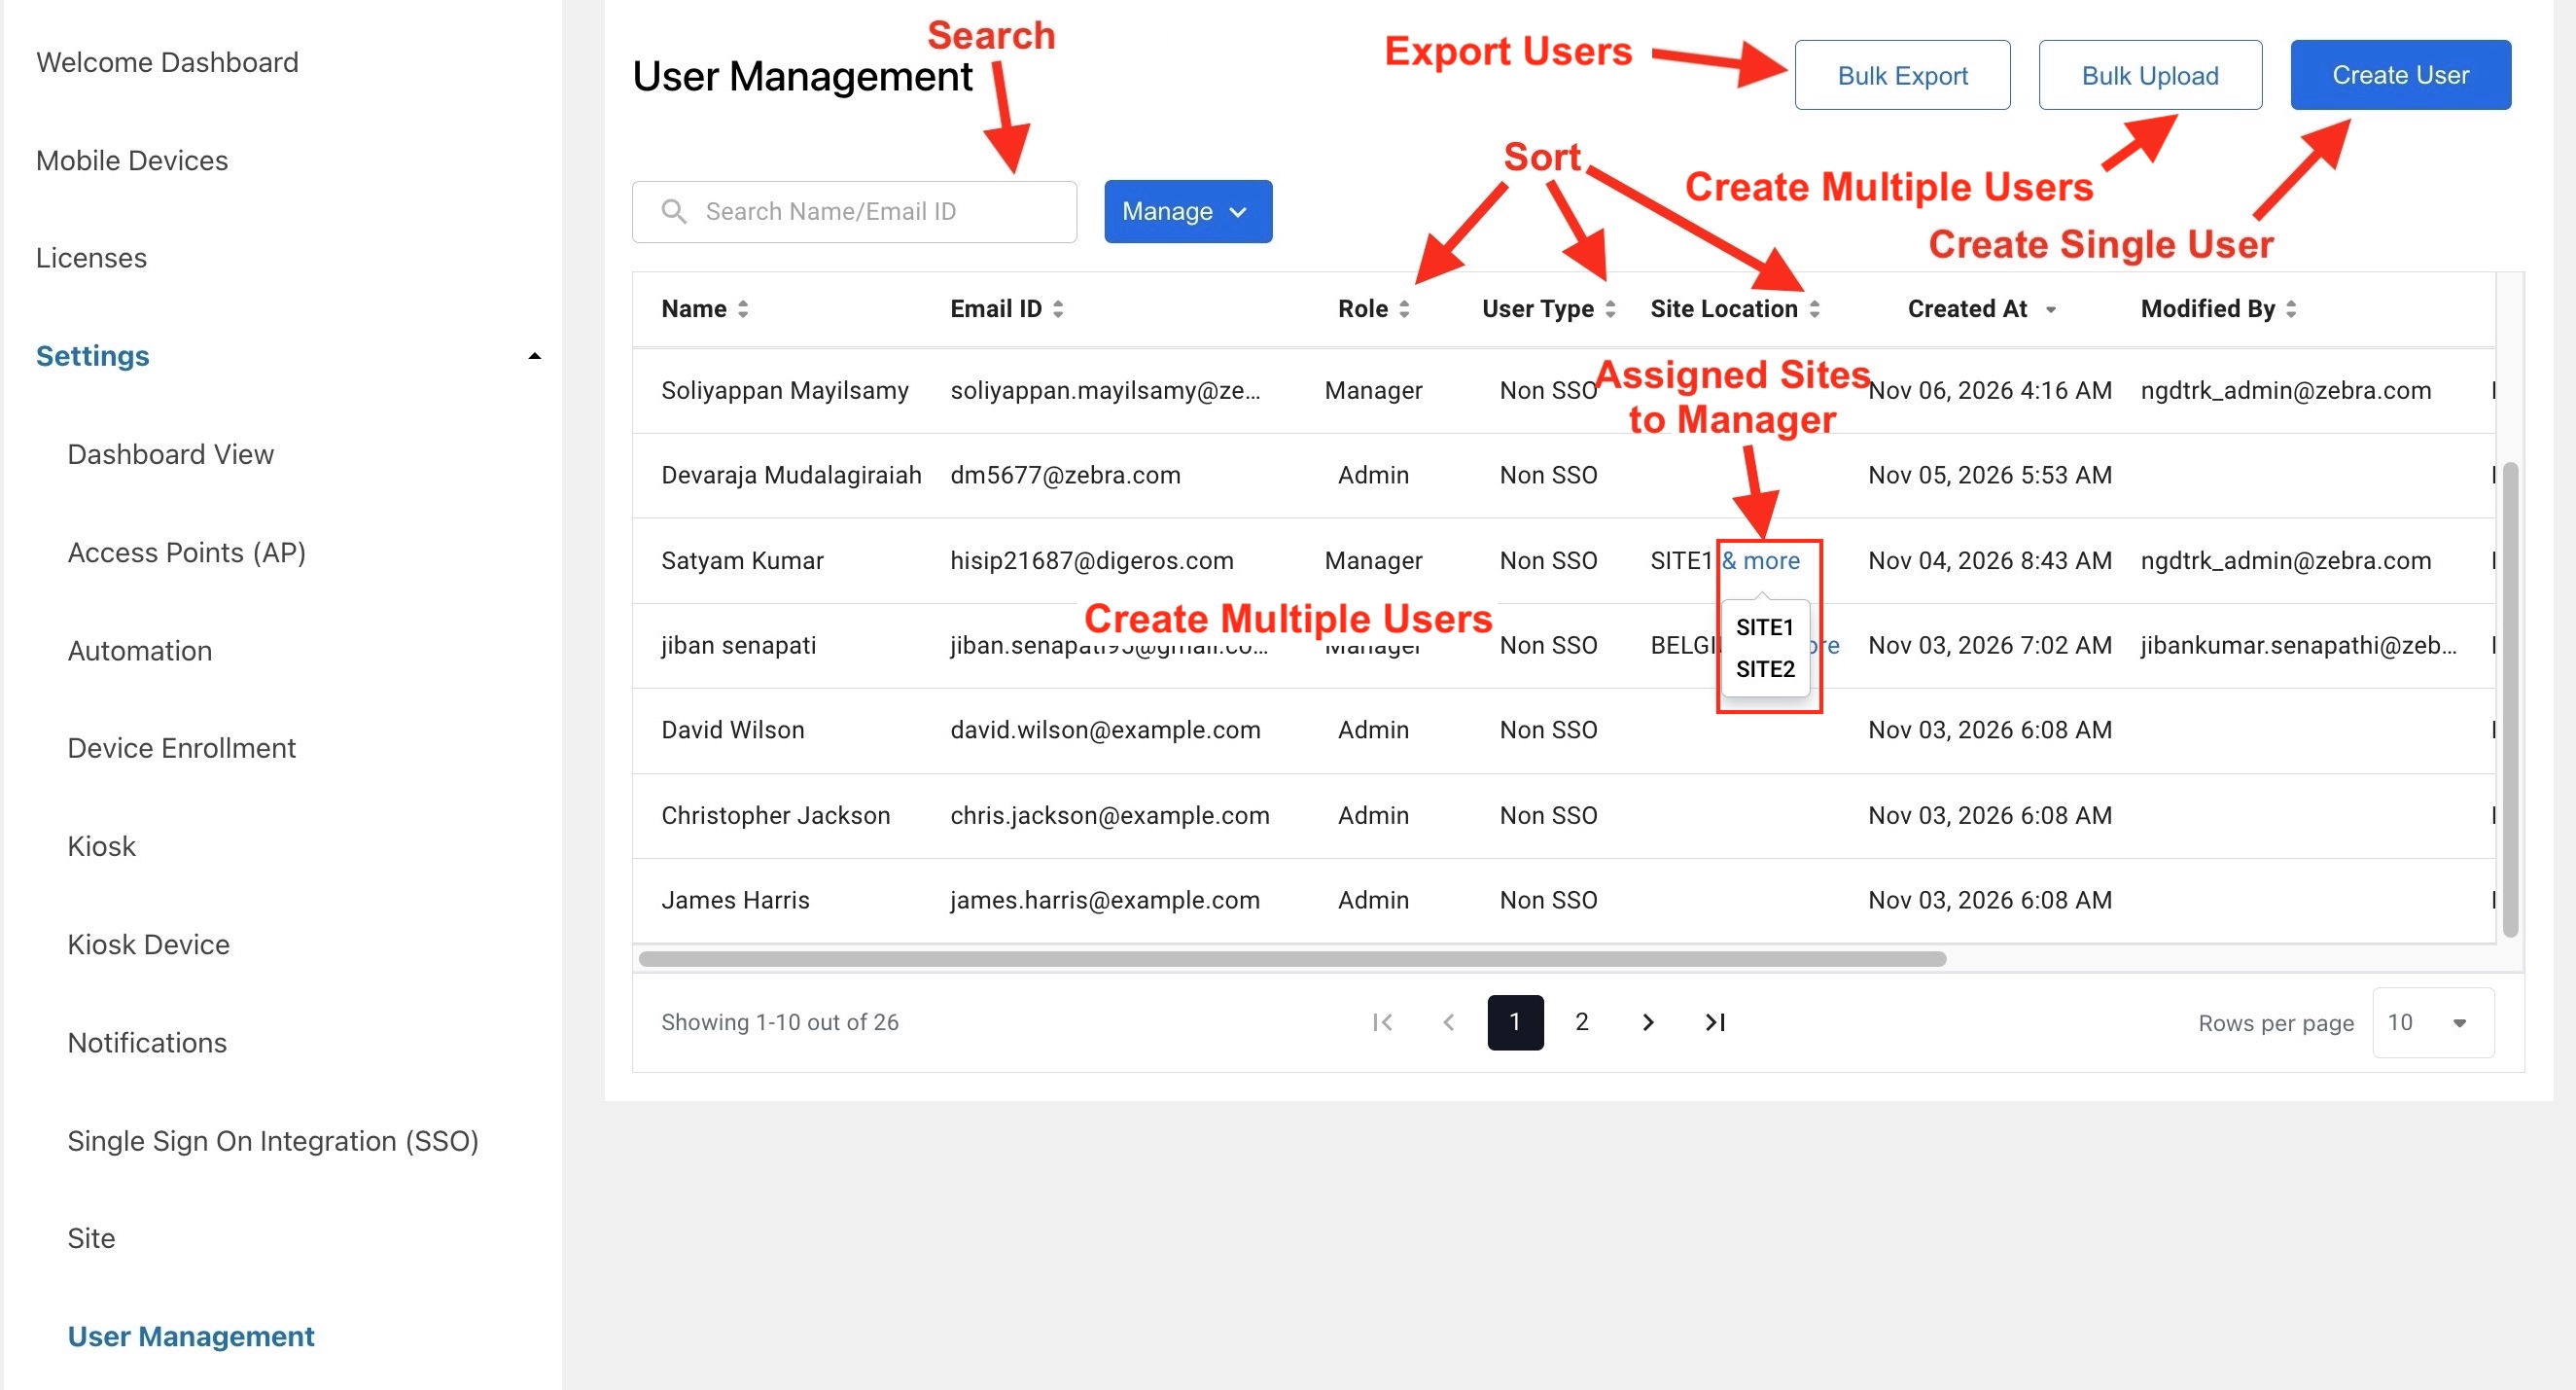 Welcome Dashboard
Mobile Devices
Licenses
Settings
Dashboard View
Access Points (AP)
Automation
Device Enrollment
Kiosk
Kiosk Device
Notifications
Single Sign On Integration (SSO)
Site
User Management
Search
User Management
Export Users
Bulk Export
Bulk Upload
Create User
Sort
Create Multiple Users
Create Single User
Search Name/Email ID
Manage
Name Email ID Role User Type Site Location Created At Modified By
Assigned Sites
to Manager
Soliyappan Mayilsamy soliyappan.mayilsamy@ze... Manager Non SSO Nov 06, 2026 4:16 AM ngdtrk_admin@zebra.com
Devaraja Mudalagiraiah dm5677@zebra.com Admin Non SSO Nov 05, 2026 5:53 AM
Satyam Kumar hisip21687@digeros.com Manager Non SSO SITE1 & more Nov 04, 2026 8:43 AM ngdtrk_admin@zebra.com
Create Multiple Users
SITE1
SITE2
jiban senapati Manager Non SSO Nov 03, 2026 7:02 AM jibankumar.senapathi@zeb...
David Wilson david.wilson@example.com Admin Non SSO Nov 03, 2026 6:08 AM
Christopher Jackson chris.jackson@example.com Admin Non SSO Nov 03, 2026 6:08 AM
James Harris james.harris@example.com Admin Non SSO Nov 03, 2026 6:08 AM
Showing 1-10 out of 26
1 2
Rows per page 10